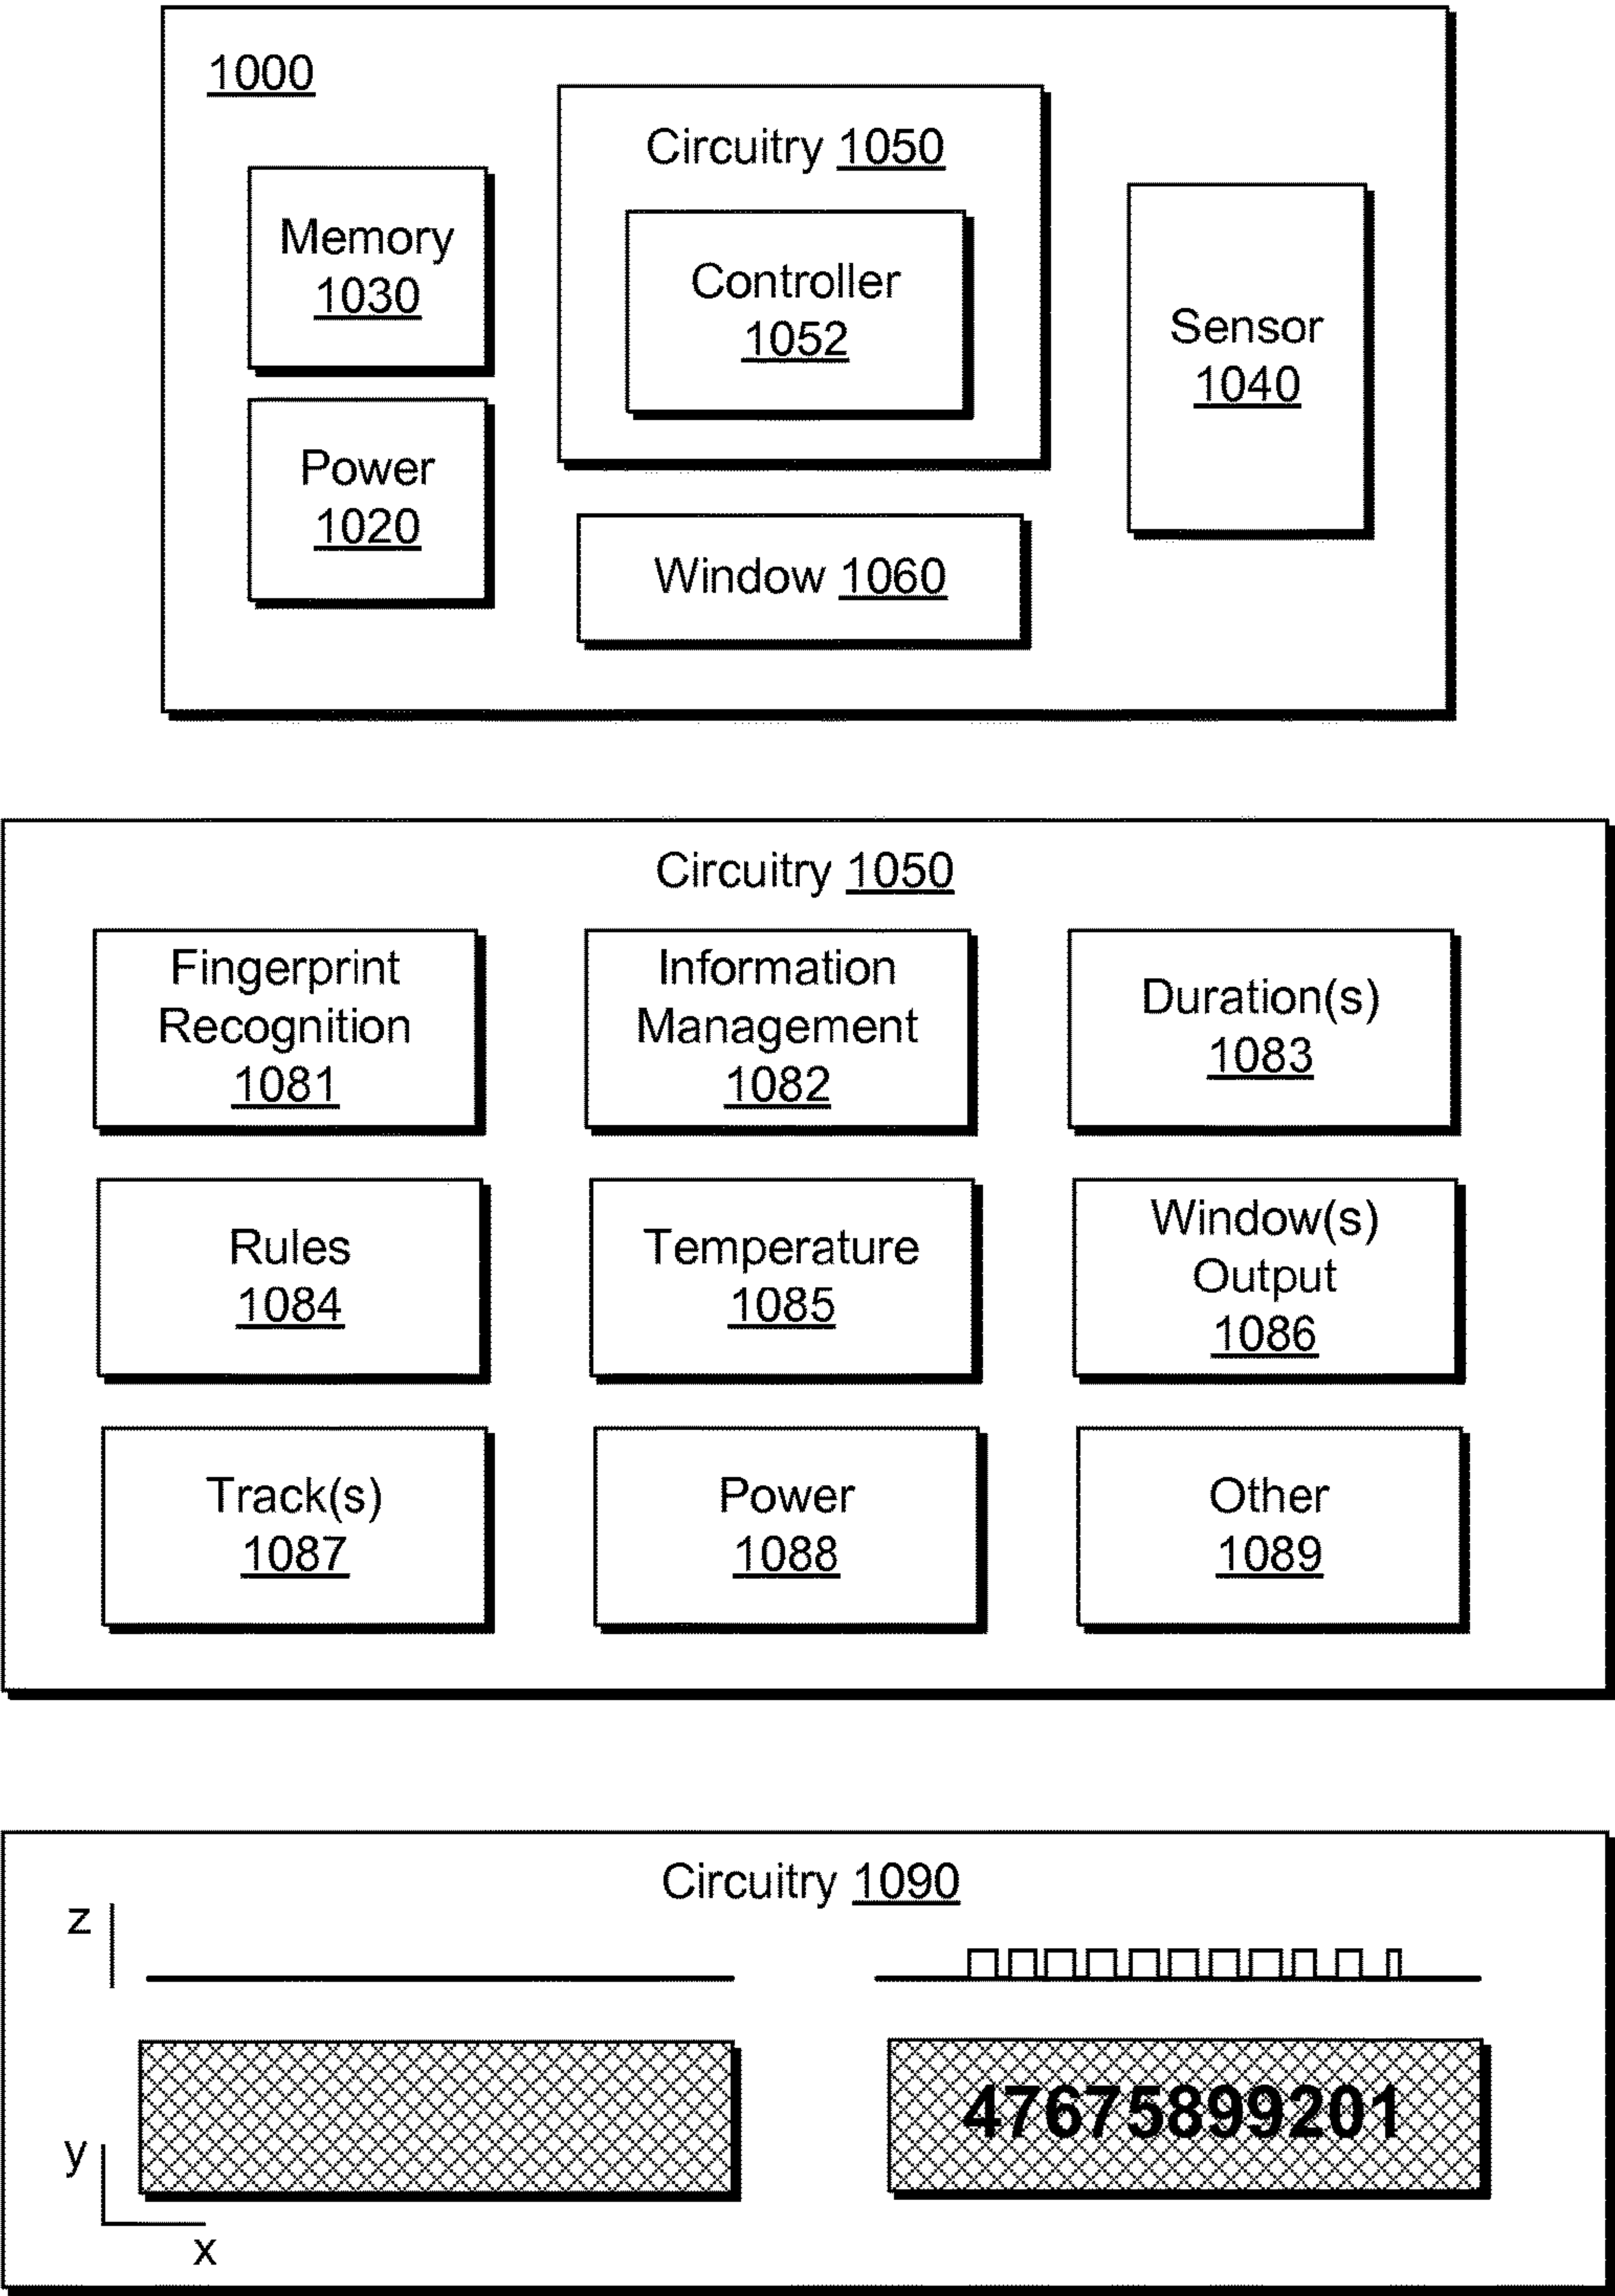 1000
Circuitry 1050
Memory
1030
Controller
1052
Sensor
1040
Power
1020
Window 1060
Circuitry 1050
Fingerprint
Recognition
1081
Information
Management
1082
Duration(s)
1083
Rules
1084
Temperature
1085
Window(s)
Output
1086
Track(s)
1087
Power
1088
Other
1089
Circuitry 1090
z
47675899201
y
x